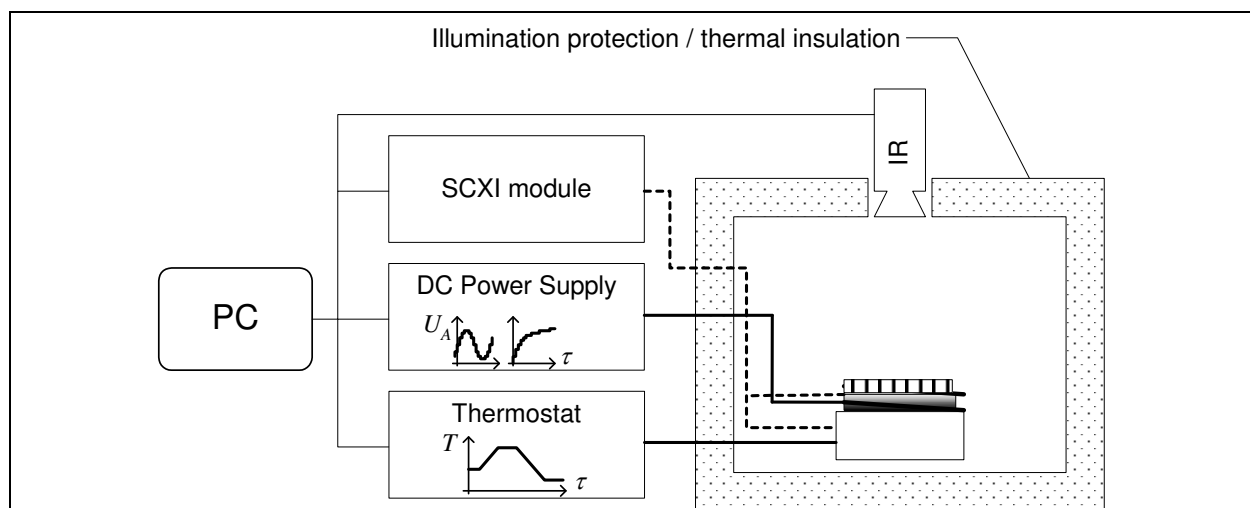 Illumination protection / thermal insulation
IR
SCXI module
PC
DC Power Supply
U_A
τ
Thermostat
T
τ